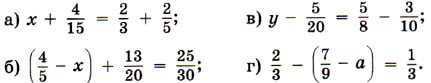 а) x + 4/15 = 2/3 + 2/5; в) y − 5/20 = 5/8 − 3/10;
б) (4/5 − x) + 13/20 = 25/30; г) 2/3 − (7/9 − a) = 1/3.